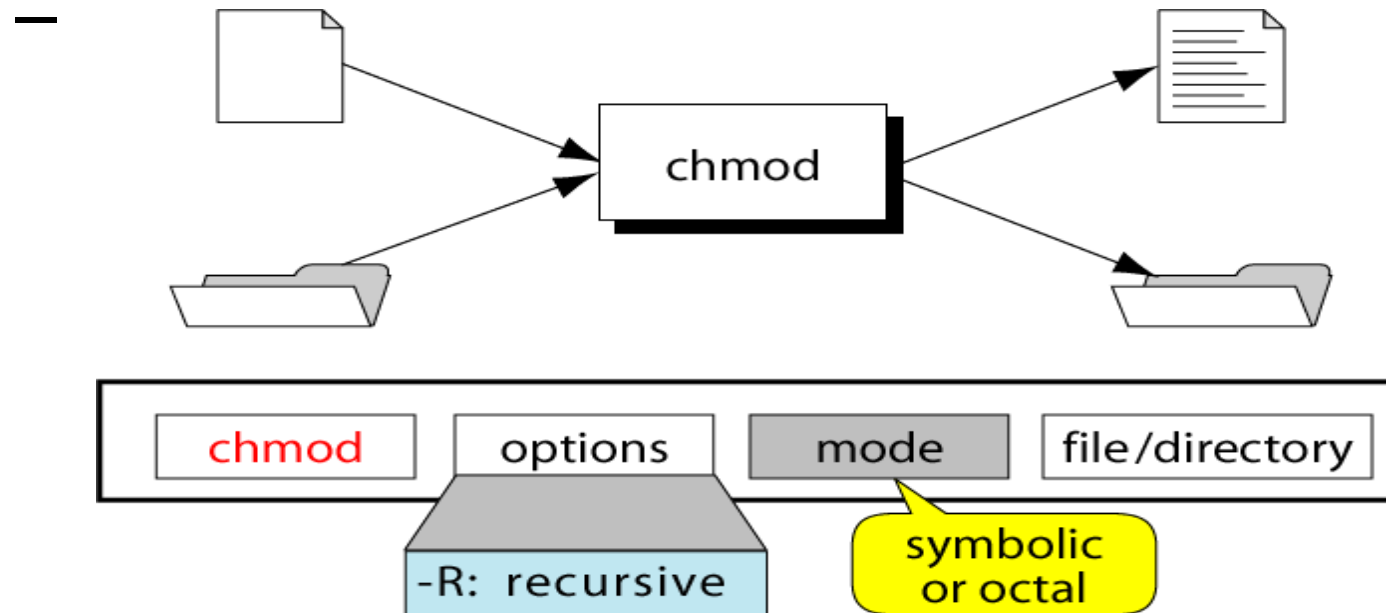 chmod
chmod options mode file/directory
-R: recursive
symbolic
or octal